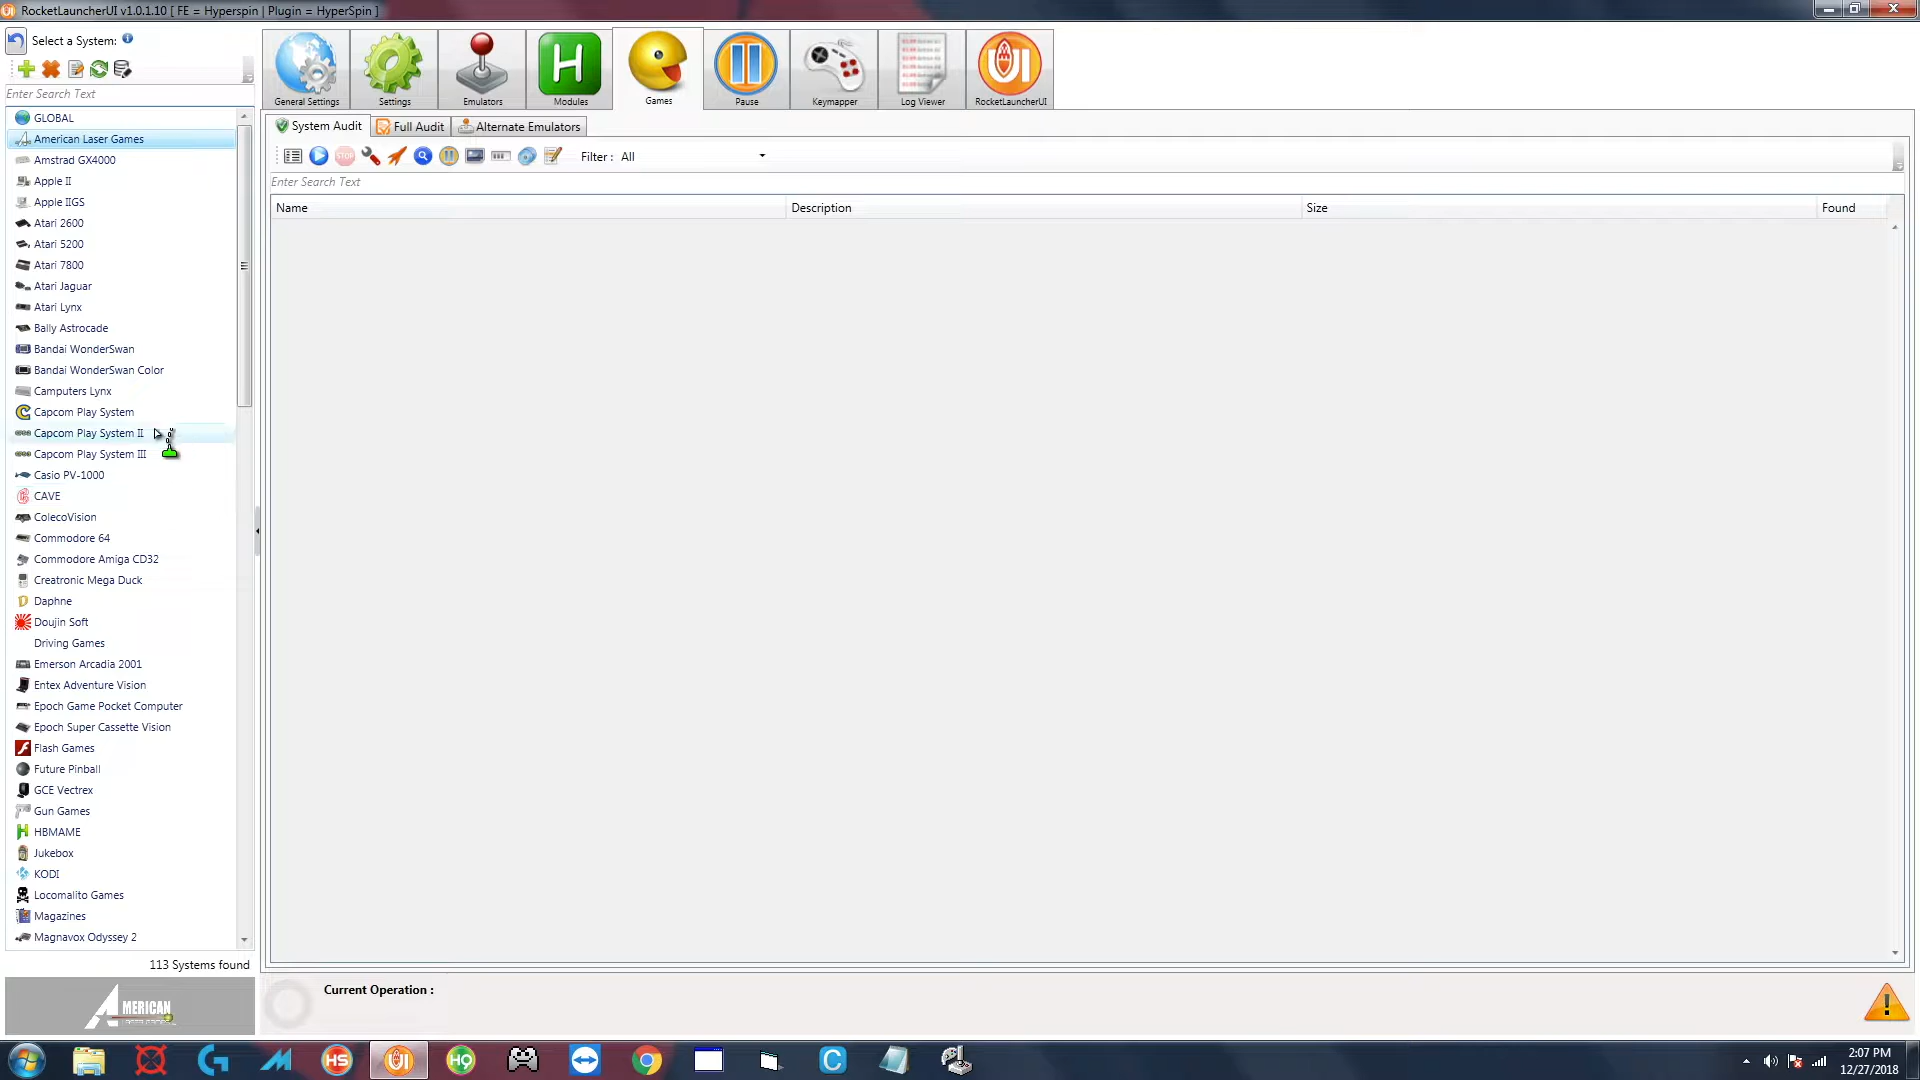 RocketLauncherUI v1.0.1.10 [ FE = Hyperspin | Plugin = HyperSpin ]
Select a System:
Enter Search Text
GLOBAL
American Laser Games
Amstrad GX4000
Apple II
Apple IIGS
Atari 2600
Atari 5200
Atari 7800
Atari Jaguar
Atari Lynx
Bally Astrocade
Bandai WonderSwan
Bandai WonderSwan Color
Camputers Lynx
Capcom Play System
Capcom Play System II
Capcom Play System III
Casio PV-1000
CAVE
ColecoVision
Commodore 64
Commodore Amiga CD32
Creatronic Mega Duck
Daphne
Doujin Soft
Driving Games
Emerson Arcadia 2001
Entex Adventure Vision
Epoch Game Pocket Computer
Epoch Super Cassette Vision
Flash Games
Future Pinball
GCE Vectrex
Gun Games
HBMAME
Jukebox
KODI
Locomalito Games
Magazines
Magnavox Odyssey 2
113 Systems found
AMERICAN
General Settings
Settings
Emulators
H
Modules
Games
Pause
Keymapper
Log Viewer
UI
RocketLauncherUI
System Audit
Full Audit
Alternate Emulators
STOP
Filter : All
Enter Search Text
Name
Description
Size
Found
Current Operation :
HS
UI
HQ
C
2:07 PM
12/27/2018